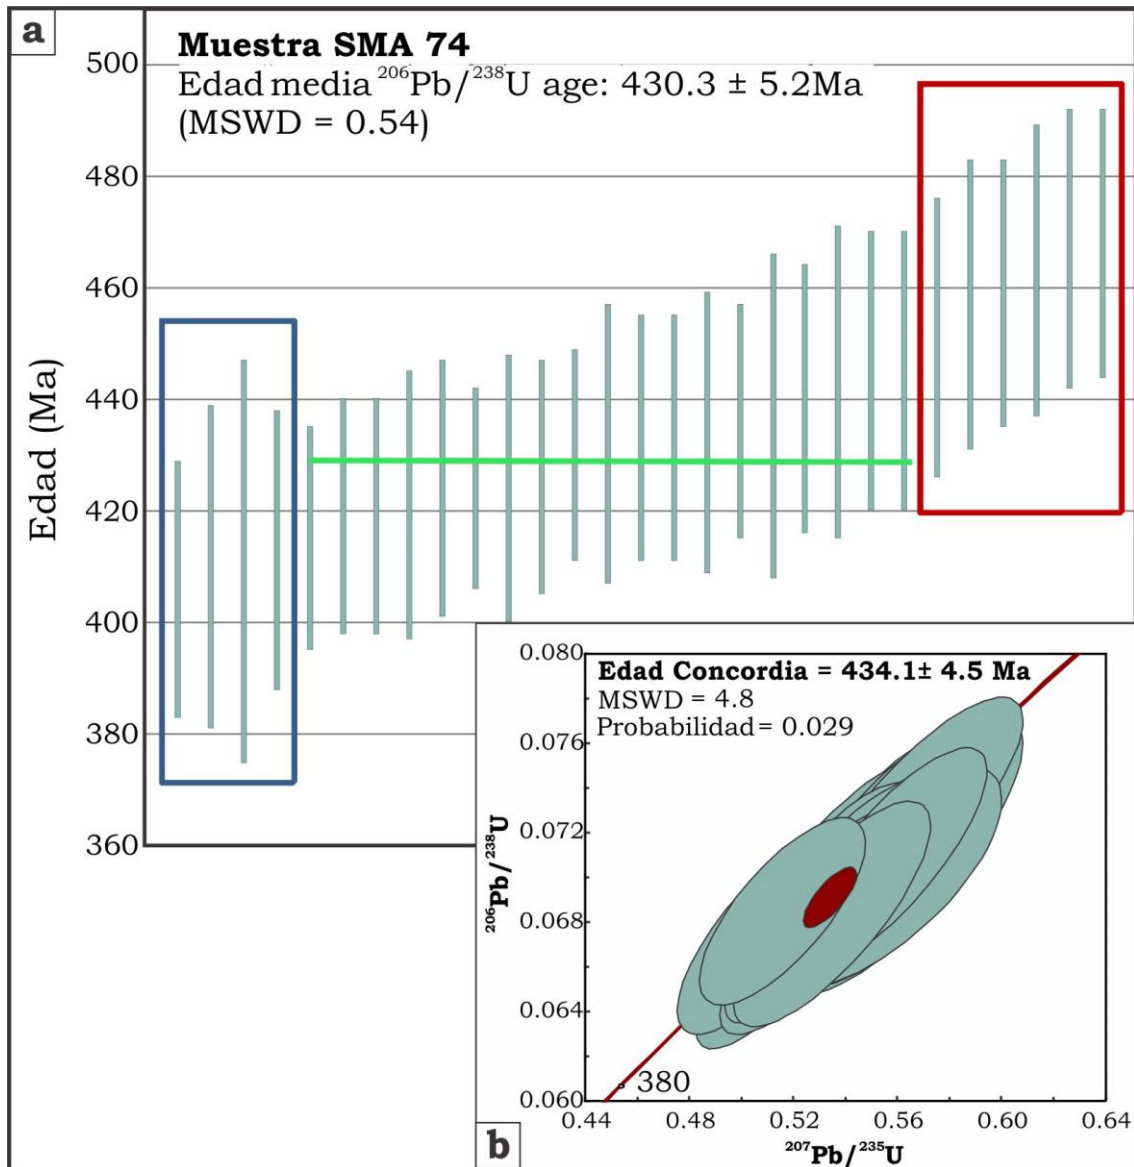 a
Muestra SMA 74
Edad media ²⁰⁶Pb/²³⁸U age: 430.3 ± 5.2Ma
(MSWD = 0.54)
Edad (Ma)
500
480
460
440
420
400
380
360
Edad Concordia = 434.1± 4.5 Ma
MSWD = 4.8
Probabilidad = 0.029
²⁰⁶Pb/²³⁸U
0.080
0.076
0.072
0.068
0.064
0.060
380
0.44 0.48 0.52 0.56 0.60 0.64
²⁰⁷Pb/²³⁵U
b